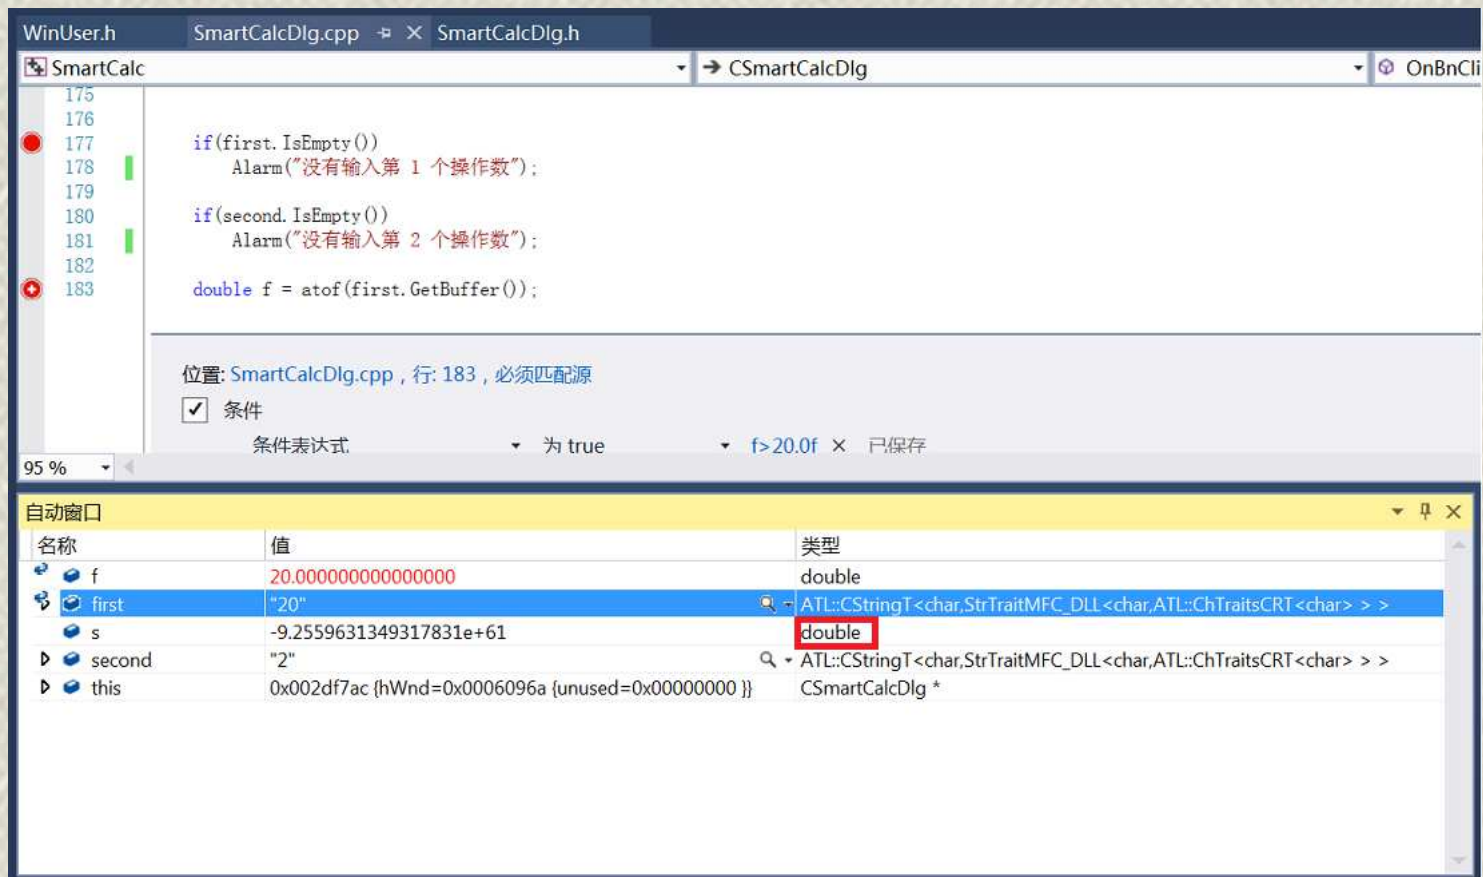 WinUser.h SmartCalcDlg.cpp SmartCalcDlg.h
SmartCalc CSmartCalcDlg OnBnCli
175
176
177 if(first.IsEmpty())
178 Alarm("没有输入第 1 个操作数");
179
180 if(second.IsEmpty())
181 Alarm("没有输入第 2 个操作数");
182
183 double f = atof(first.GetBuffer());
位置: SmartCalcDlg.cpp , 行: 183 , 必须匹配源
条件
条件表达式 为 true f>20.0f 已保存
95 %
自动窗口
名称 值 类型
f 20.000000000000000 double
first "20" ATL::CStringT<char,StrTraitMFC_DLL<char,ATL::ChTraitsCRT<char> > >
s -9.2559631349317831e+61 double
second "2" ATL::CStringT<char,StrTraitMFC_DLL<char,ATL::ChTraitsCRT<char> > >
this 0x002df7ac {hWnd=0x0006096a {unused=0x00000000 }} CSmartCalcDlg *